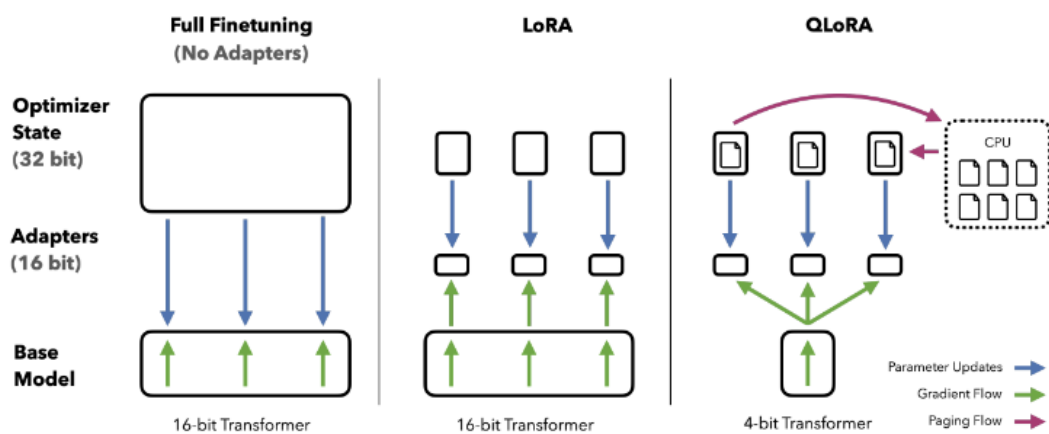 Full Finetuning
(No Adapters)
LoRA
QLoRA
Optimizer
State
(32 bit)
CPU
Adapters
(16 bit)
Base
Model
Parameter Updates
Gradient Flow
Paging Flow
16-bit Transformer
16-bit Transformer
4-bit Transformer